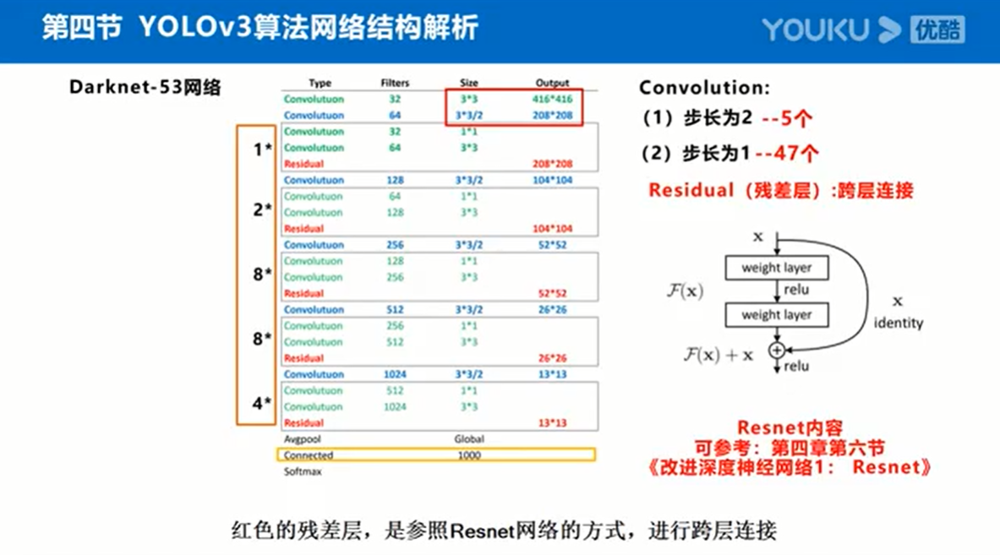 第四节 YOLOv3算法网络结构解析
YOUKU 优酷
Darknet-53网络
Type Filters Size Output
Convolutuon 32 3*3 416*416
Convolutuon 64 3*3/2 208*208
1*
Convolutuon 32 1*1
Convolutuon 64 3*3
Residual 208*208
Convolutuon 128 3*3/2 104*104
2*
Convolutuon 64 1*1
Convolutuon 128 3*3
Residual 104*104
Convolutuon 256 3*3/2 52*52
8*
Convolutuon 128 1*1
Convolutuon 256 3*3
Residual 52*52
Convolutuon 512 3*3/2 26*26
8*
Convolutuon 256 1*1
Convolutuon 512 3*3
Residual 26*26
Convolutuon 1024 3*3/2 13*13
4*
Convolutuon 512 1*1
Convolutuon 1024 3*3
Residual 13*13
Avgpool Global
Connected 1000
Softmax
Convolution:
（1）步长为2 --5个
（2）步长为1--47个
Residual（残差层）:跨层连接
x
weight layer
F(x) relu
weight layer
x
identity
F(x) + x
relu
Resnet内容
可参考：第四章第六节
《改进深度神经网络1： Resnet》
红色的残差层，是参照Resnet网络的方式，进行跨层连接